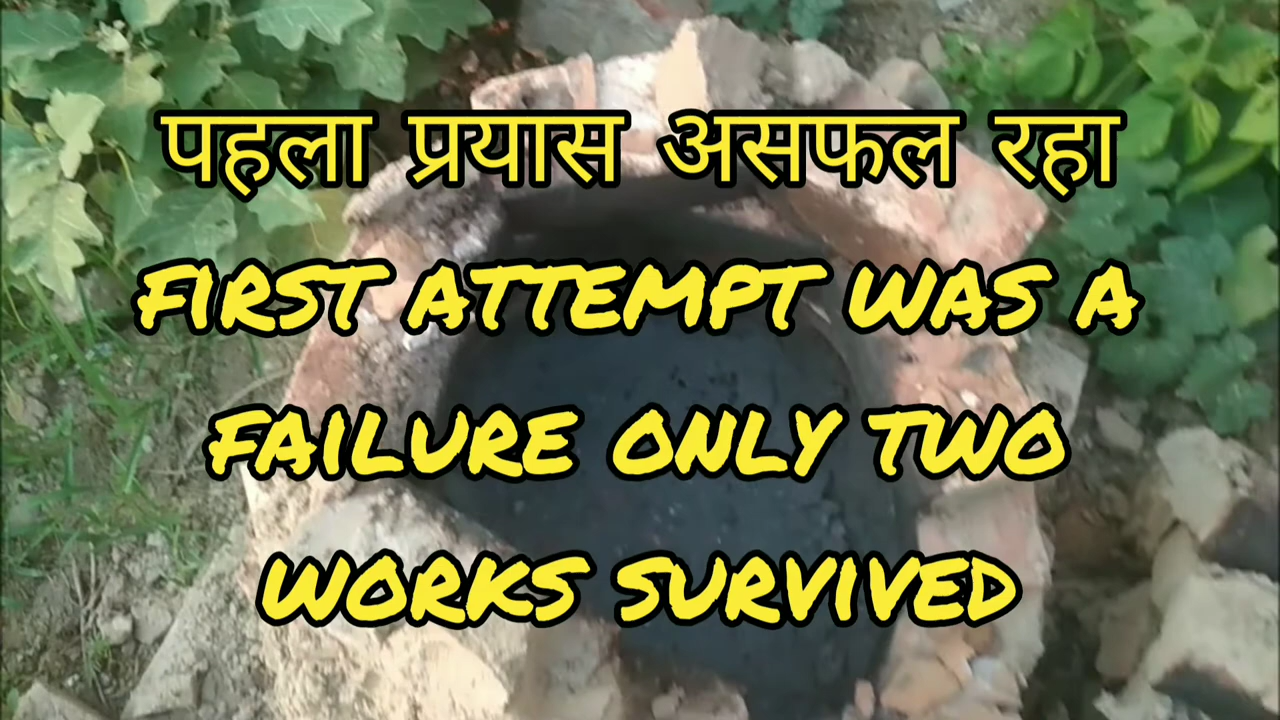 पहला प्रयास असफल रहा
FIRST ATTEMPT WAS A
FAILURE ONLY TWO
WORKS SURVIVED